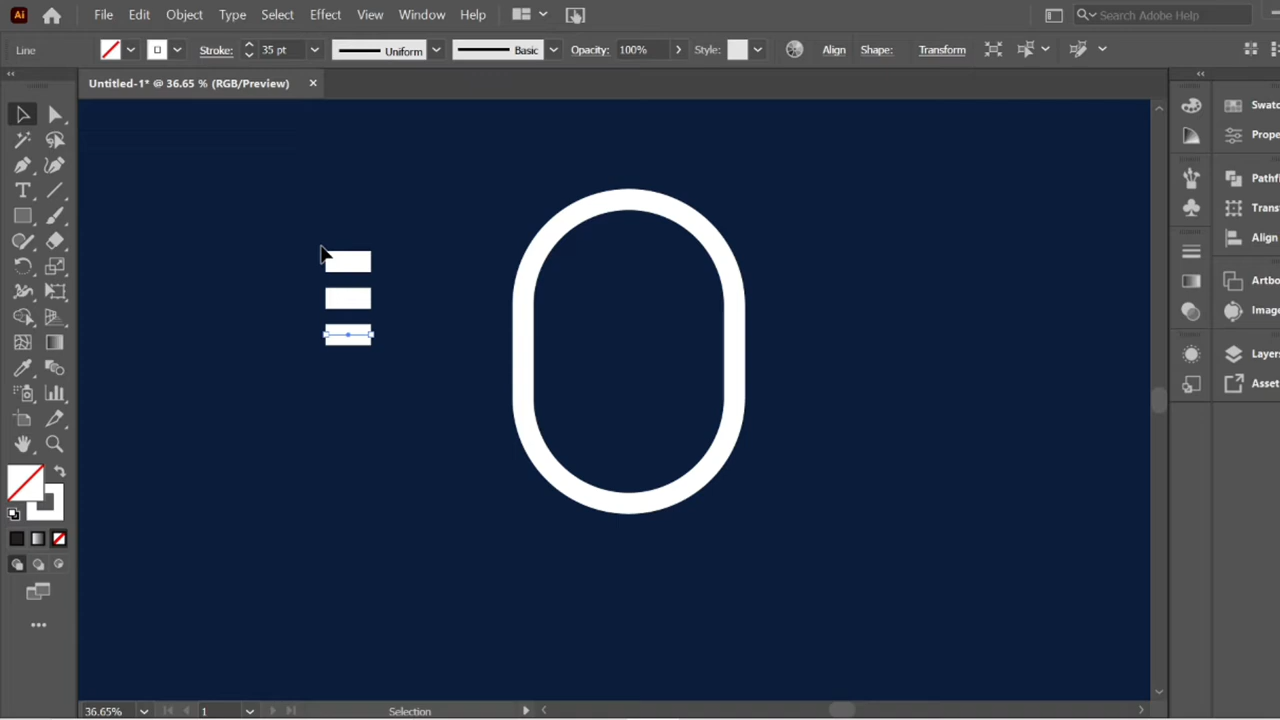 Ai File Edit Object Type Select Effect View Window Help Search Adobe Help
Line Stroke: 35 pt Uniform Basic Opacity: 100% Style: Align Shape: Transform
Untitled-1* @ 36.65 % (RGB/Preview) ×
Swatc
Prope
Pathf
Trans
Align
Artbo
Image
Layer
Asset
36.65% 1 Selection